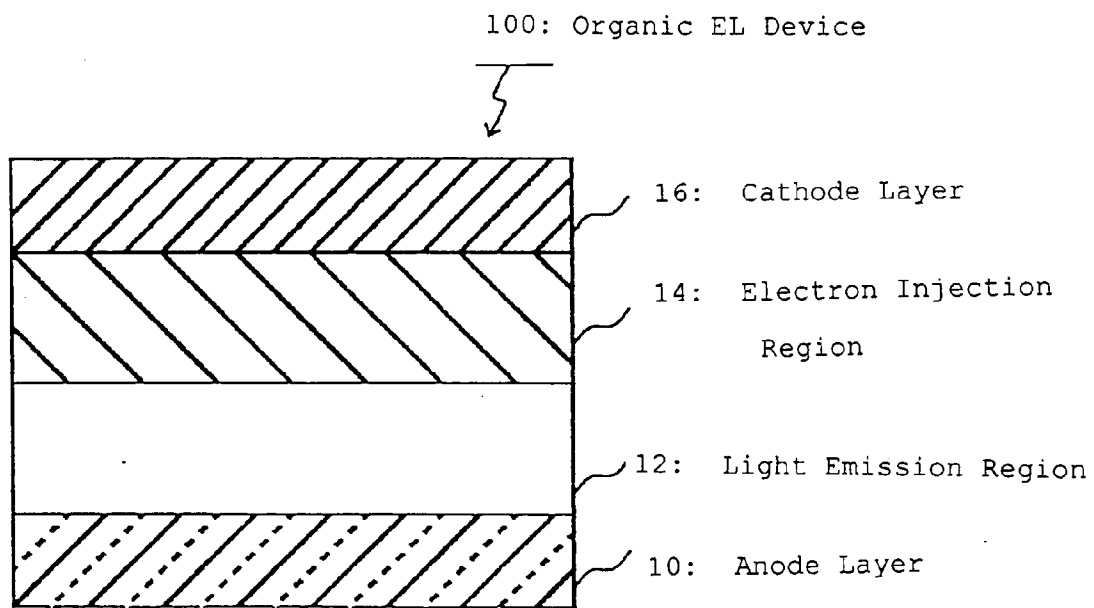 100: Organic EL Device
16: Cathode Layer
14: Electron Injection
Region
12: Light Emission Region
10: Anode Layer